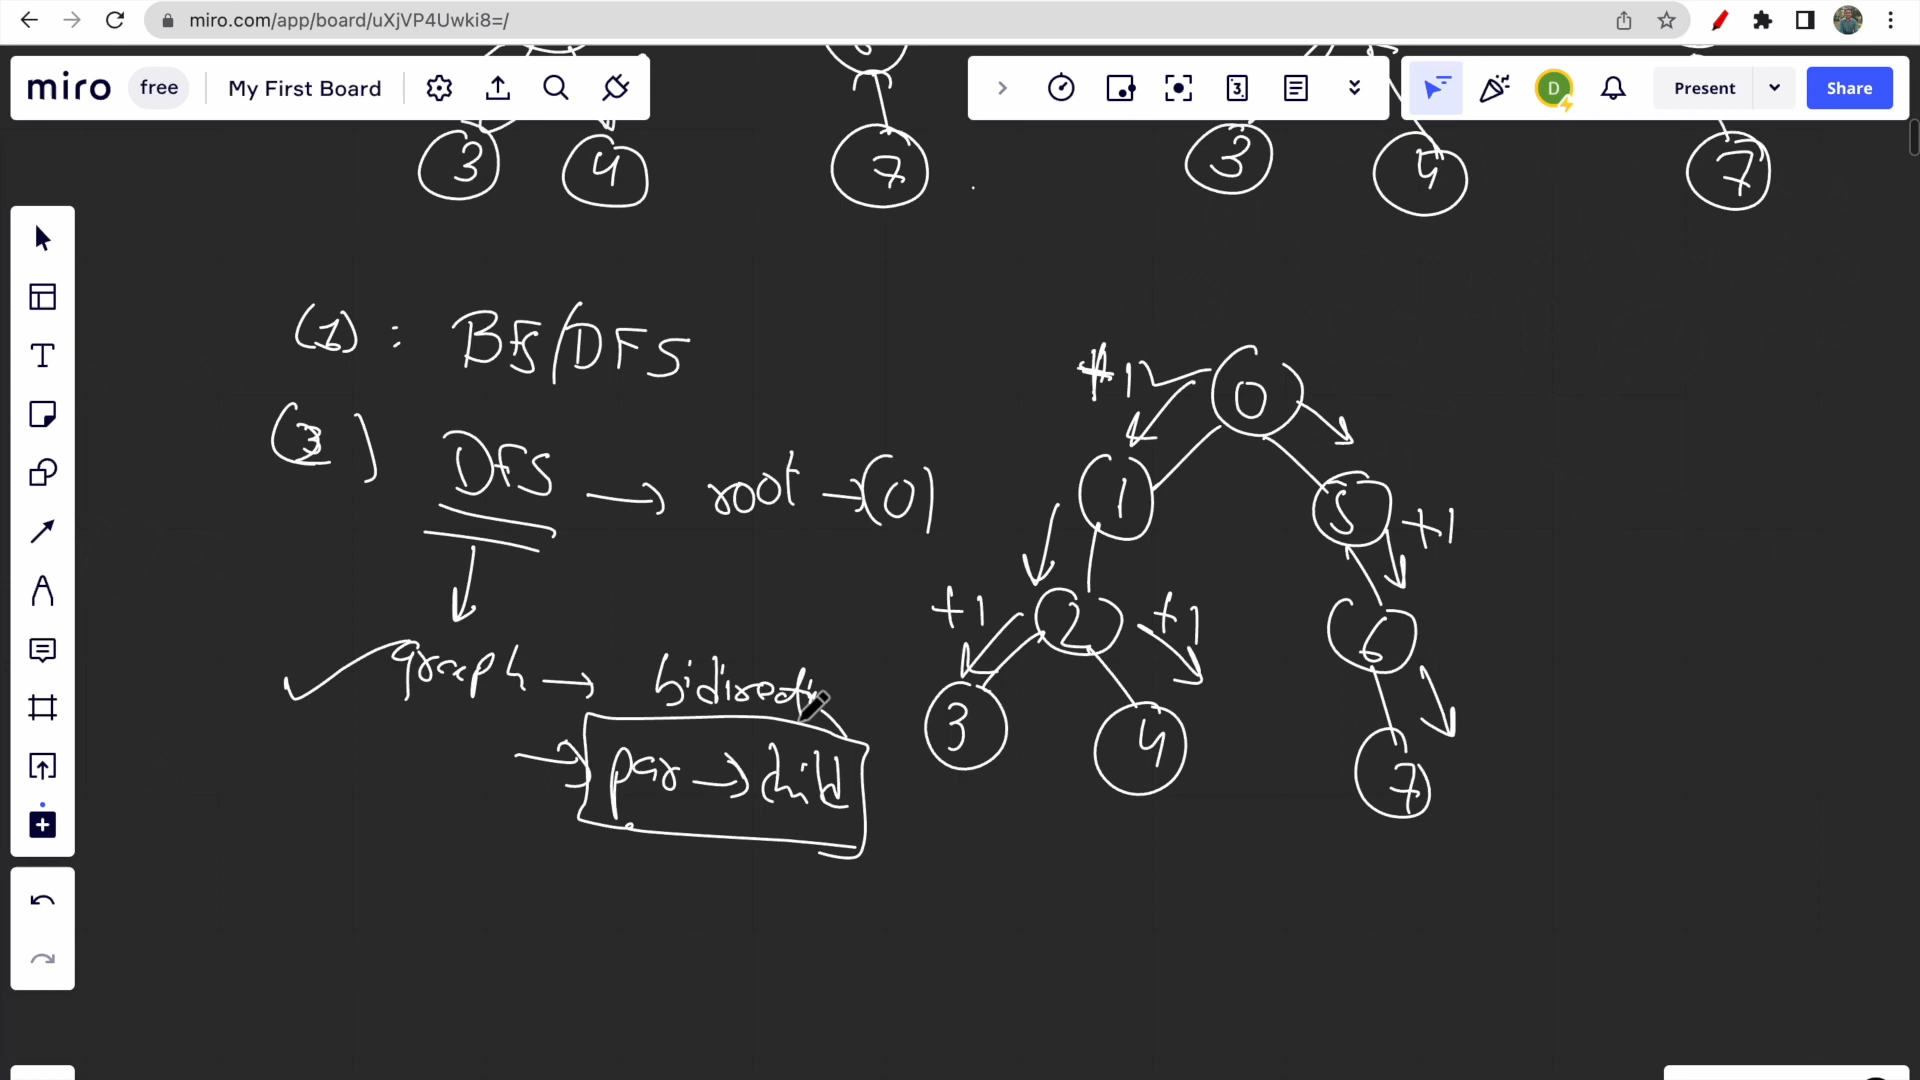 miro.com/app/board/uXjVP4Uwki8=/
miro free My First Board
Present Share
D
3 4 7 3 4 7
(1) : BFS/DFS
(3) DFS → root → (0)
graph → bidirecti
→ par → child
+1 0
1 5 +1
+1 2 +1 6
3 4 7